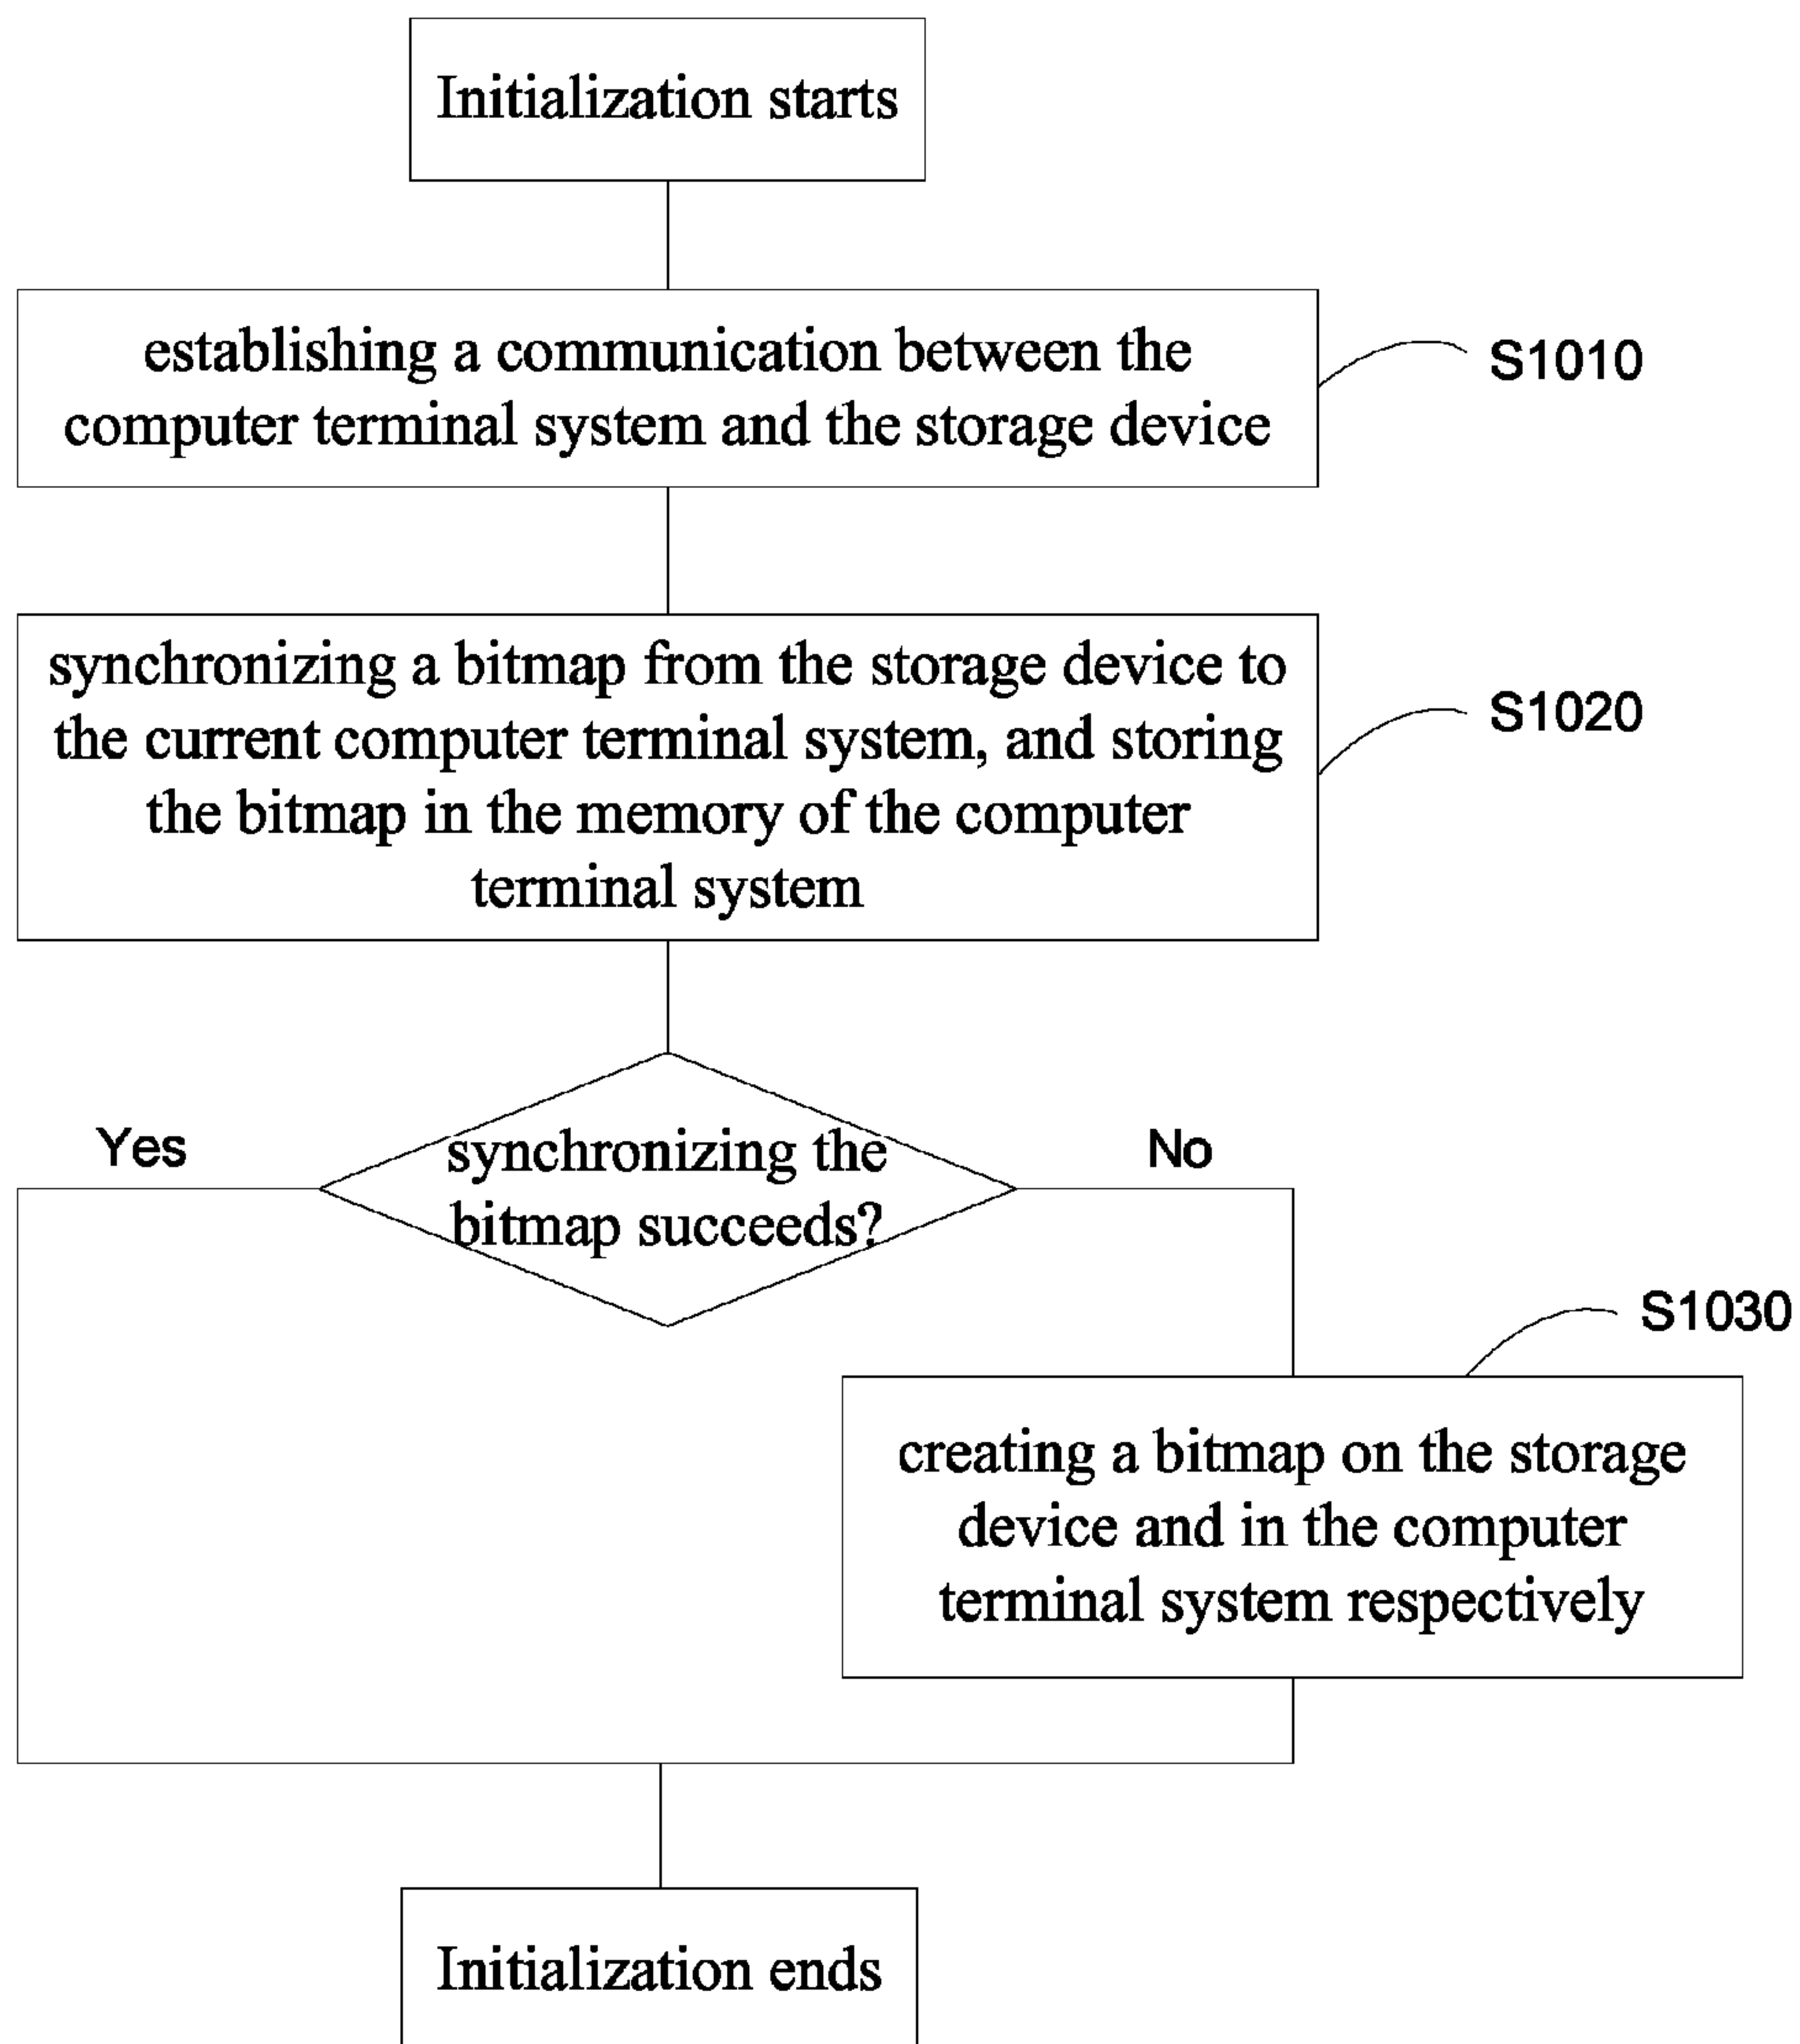 Initialization starts
establishing a communication between the
computer terminal system and the storage device
S1010
synchronizing a bitmap from the storage device to
the current computer terminal system, and storing
the bitmap in the memory of the computer
terminal system
S1020
Yes
synchronizing the
bitmap succeeds?
No
S1030
creating a bitmap on the storage
device and in the computer
terminal system respectively
Initialization ends